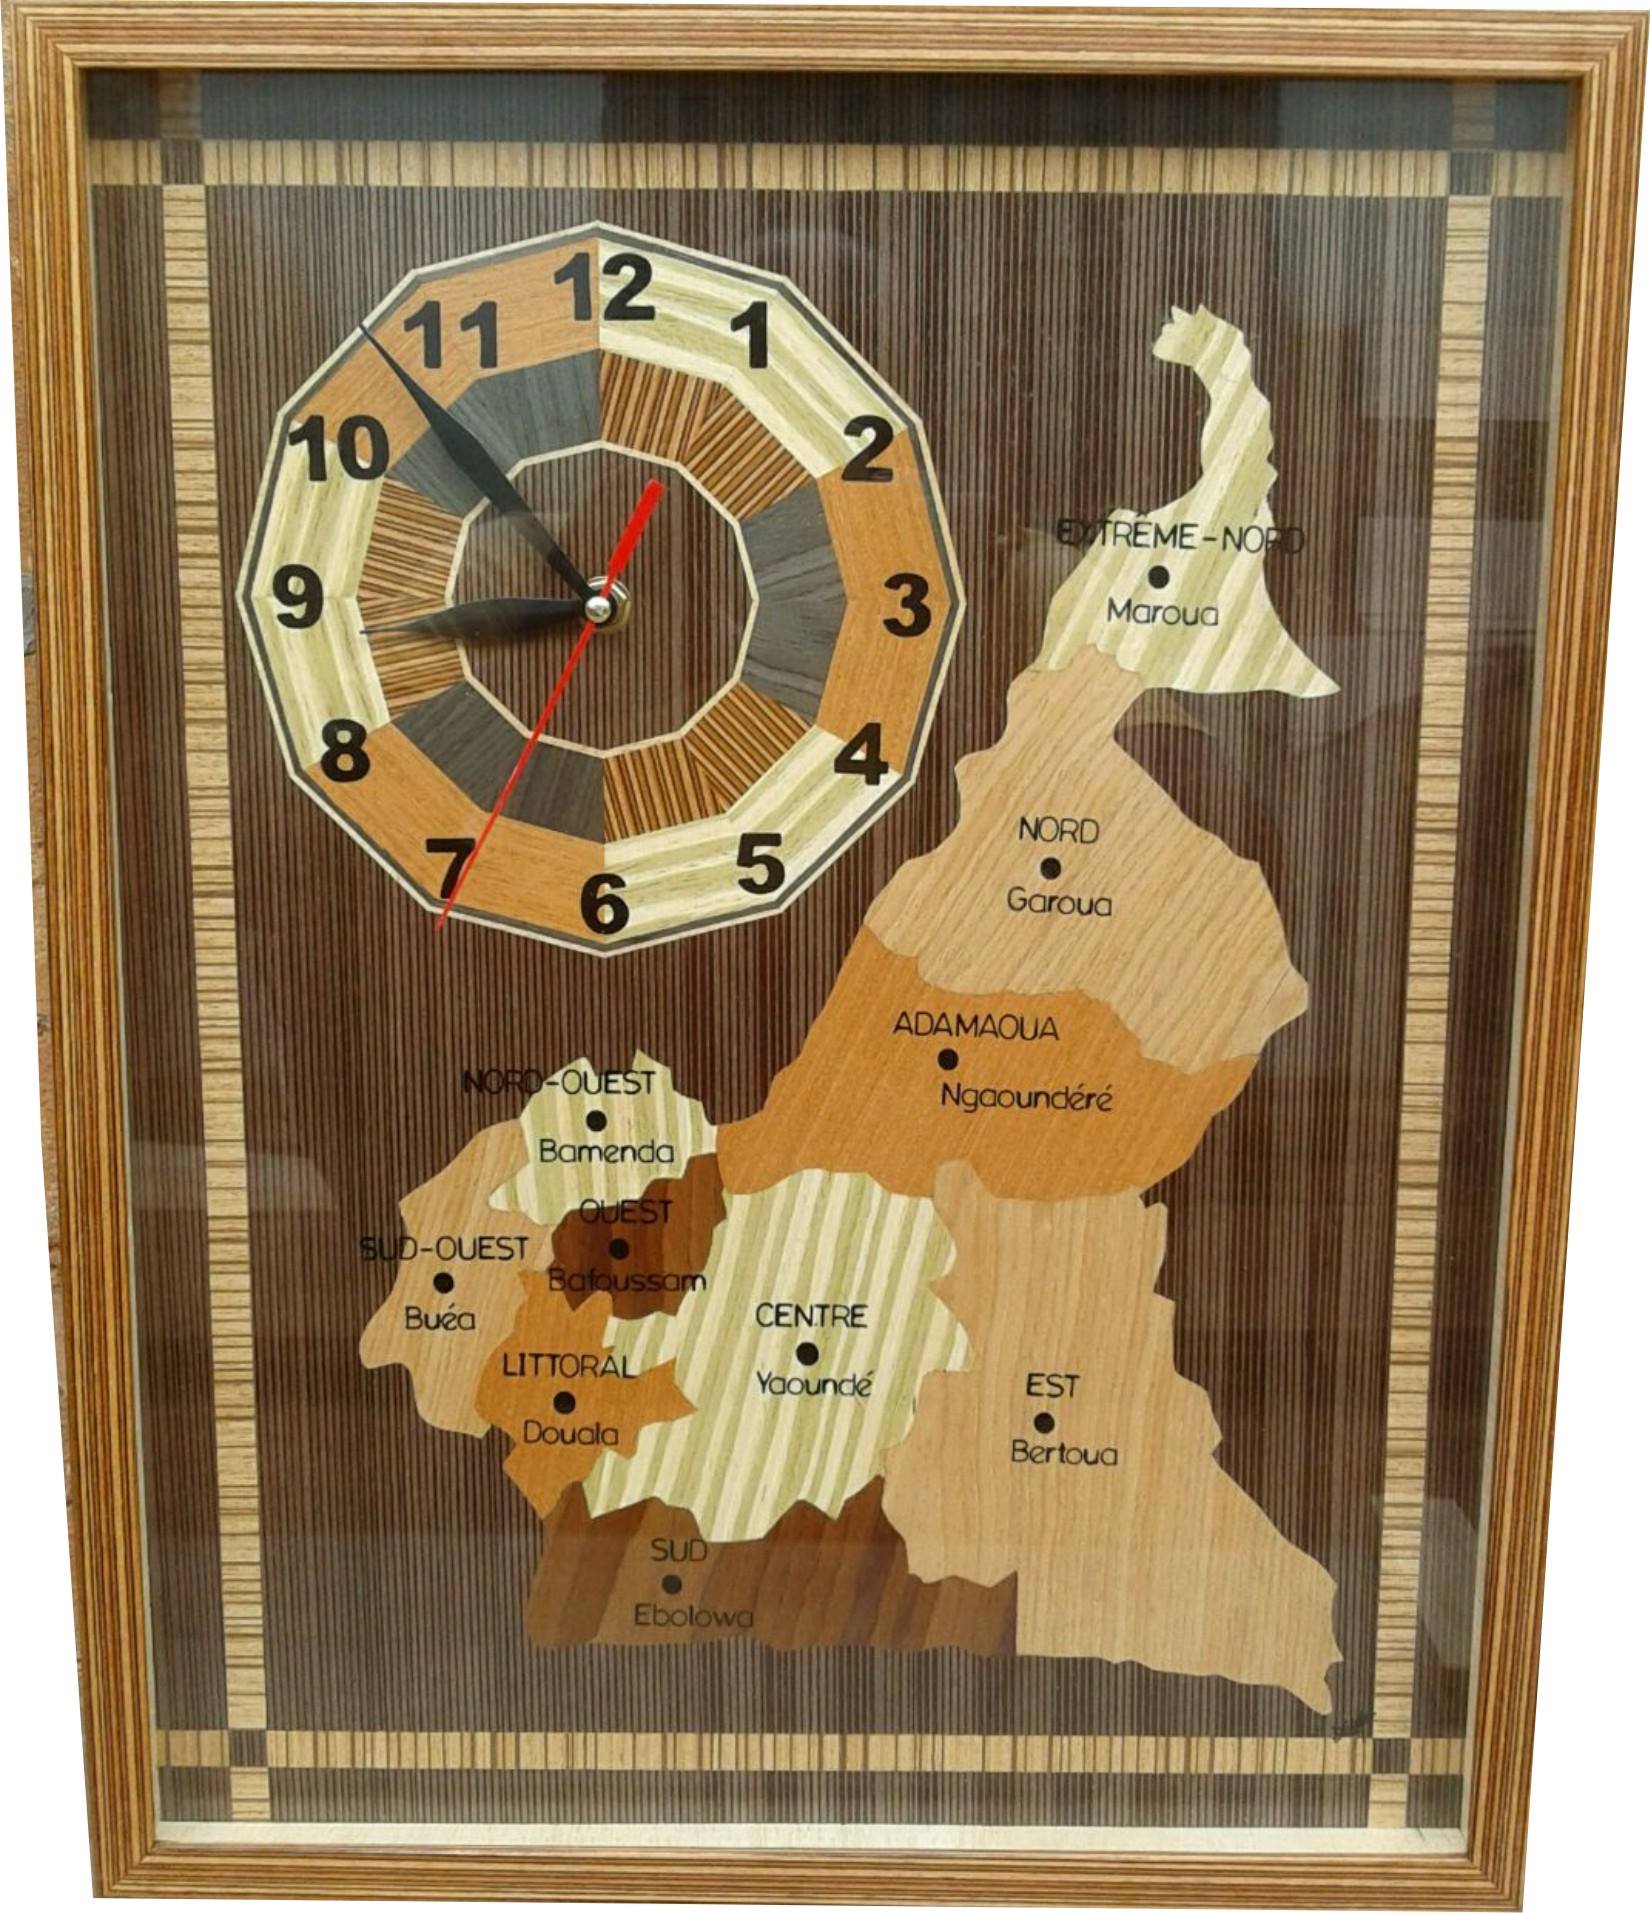 12
1
2
3
4
5
6
7
8
9
10
11
EXTRÊME-NORD
Maroua
NORD
Garoua
ADAMAOUA
Ngaoundéré
NORD-OUEST
Bamenda
OUEST
Bafoussam
SUD-OUEST
Buéa
LITTORAL
Douala
CENTRE
Yaoundé
EST
Bertoua
SUD
Ebolowa